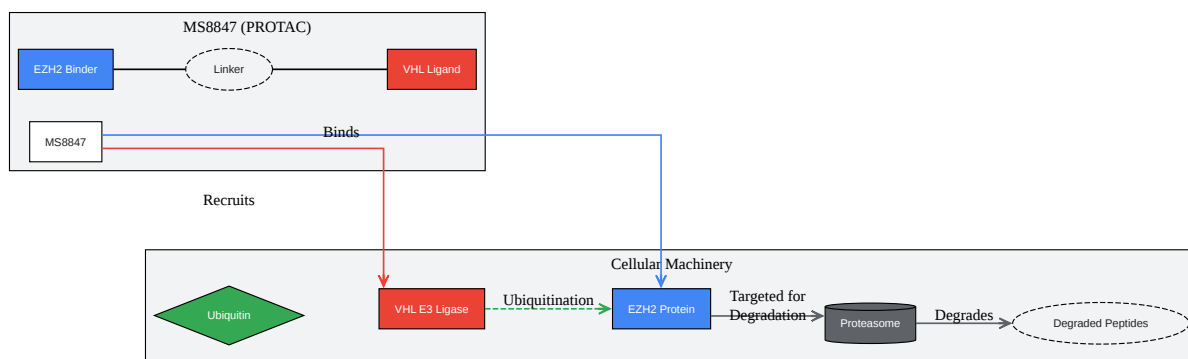 MS8847 (PROTAC)
EZH2 Binder
Linker
VHL Ligand
MS8847
Binds
Recruits
Cellular Machinery
Ubiquitin
VHL E3 Ligase
Ubiquitination
EZH2 Protein
Targeted for
Degradation
Proteasome
Degrades
Degraded Peptides